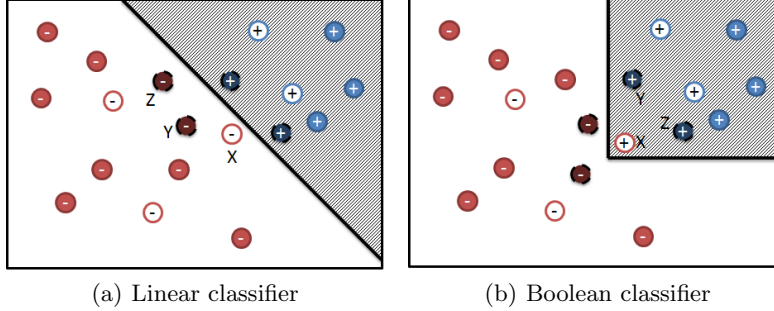 - + +
-
- - Z - + + + +
Y - - X + +
- -
- - -
(a) Linear classifier
- + +
-
- - - + Y + + +
- Z + +
+ X
- -
- - -
(b) Boolean classifier